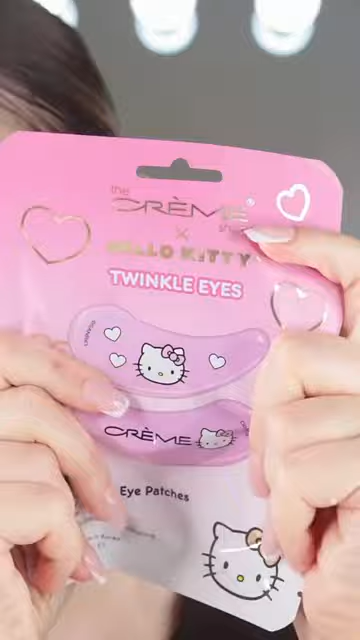 the
CRÈME®
shop
×
HELLO KITTY
TWINKLE EYES
CRÈME
Eye Patches